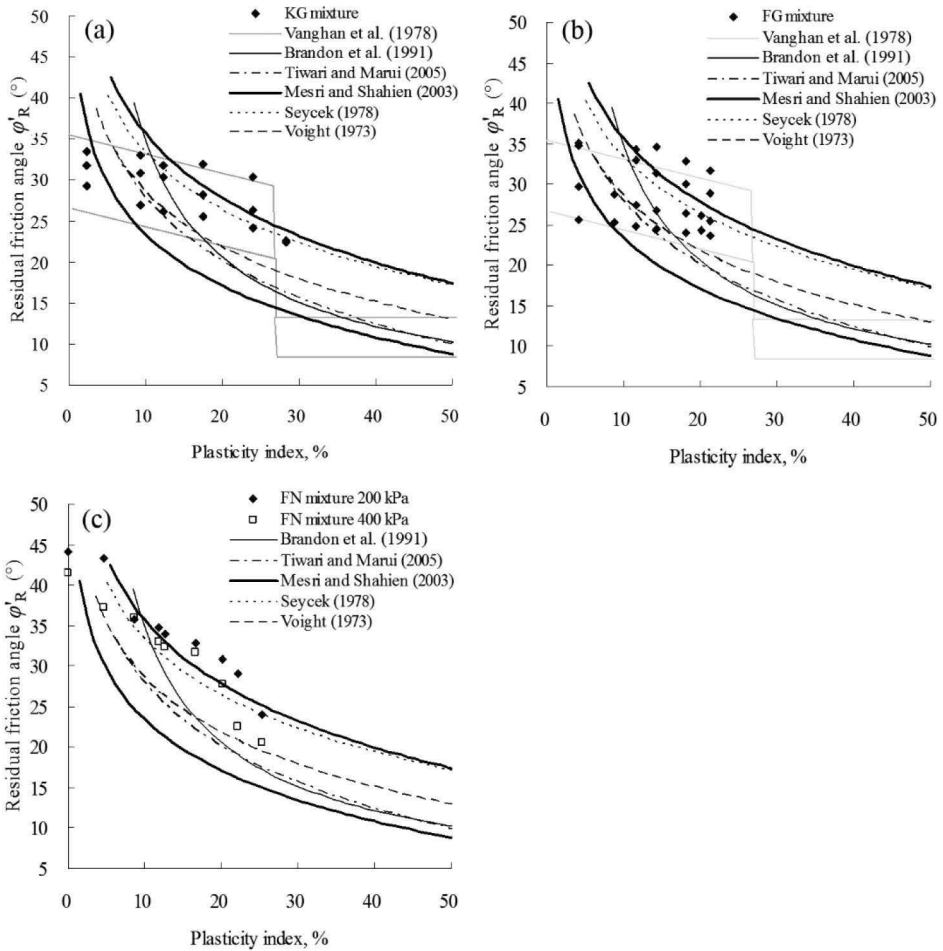 (a)
KG mixture
Vanghan et al. (1978)
Brandon et al. (1991)
Tiwari and Marui (2005)
Mesri and Shahien (2003)
Seycek (1978)
Voight (1973)
Residual friction angle φ'R (°)
50
45
40
35
30
25
20
15
10
5
0 10 20 30 40 50
Plasticity index, %
(b)
FG mixture
Vanghan et al. (1978)
Brandon et al. (1991)
Tiwari and Marui (2005)
Mesri and Shahien (2003)
Seycek (1978)
Voight (1973)
Residual friction angle φ'R (°)
50
45
40
35
30
25
20
15
10
5
0 10 20 30 40 50
Plasticity index, %
(c)
FN mixture 200 kPa
FN mixture 400 kPa
Brandon et al. (1991)
Tiwari and Marui (2005)
Mesri and Shahien (2003)
Seycek (1978)
Voight (1973)
Residual friction angle φ'R (°)
50
45
40
35
30
25
20
15
10
5
0 10 20 30 40 50
Plasticity index, %